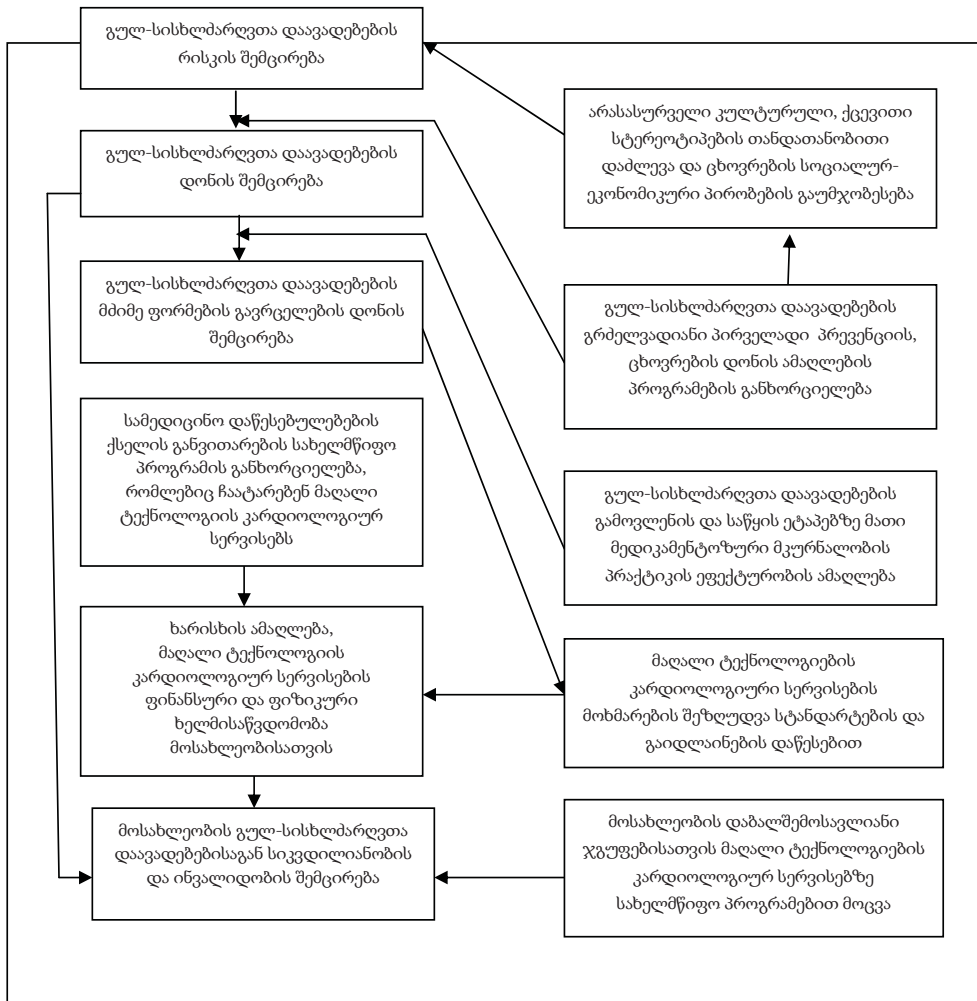 გულ-სისხლძარღვთა დაავადებების
რისკის შემცირება
გულ-სისხლძარღვთა დაავადებების
დონის შემცირება
გულ-სისხლძარღვთა დაავადებების
მძიმე ფორმების გავრცელების დონის
შემცირება
სამედიცინო დაწესებულებების
ქსელის განვითარების სახელმწიფო
პროგრამის განხორციელება,
რომლებიც ჩაატარებენ მაღალი
ტექნოლოგიის კარდიოლოგიურ
სერვისებს
ხარისხის ამაღლება,
მაღალი ტექნოლოგიის
კარდიოლოგიურ სერვისების
ფინანსური და ფიზიკური
ხელმისაწვდომობა
მოსახლეობისათვის
მოსახლეობის გულ-სისხლძარღვთა
დაავადებებისაგან სიკვდილიანობის
და ინვალიდობის შემცირება
არასასურველი კულტურული, ქცევითი
სტერეოტიპების თანდათანობითი
დაძლევა და ცხოვრების სოციალურ-
ეკონომიკური პირობების გაუმჯობესება
გულ-სისხლძარღვთა დაავადებების
გრძელვადიანი პირველადი პრევენციის,
ცხოვრების დონის ამაღლების
პროგრამების განხორციელება
გულ-სისხლძარღვთა დაავადებების
გამოვლენის და საწყის ეტაპებზე მათი
მედიკამენტოზური მკურნალობის
პრაქტიკის ეფექტურობის ამაღლება
მაღალი ტექნოლოგიების
კარდიოლოგიური სერვისების
მოხმარების შეზღუდვა სტანდარტების და
გაიდლაინების დაწესებით
მოსახლეობის დაბალშემოსავლიანი
ჯგუფებისათვის მაღალი ტექნოლოგიების
კარდიოლოგიურ სერვისებზე
სახელმწიფო პროგრამებით მოცვა